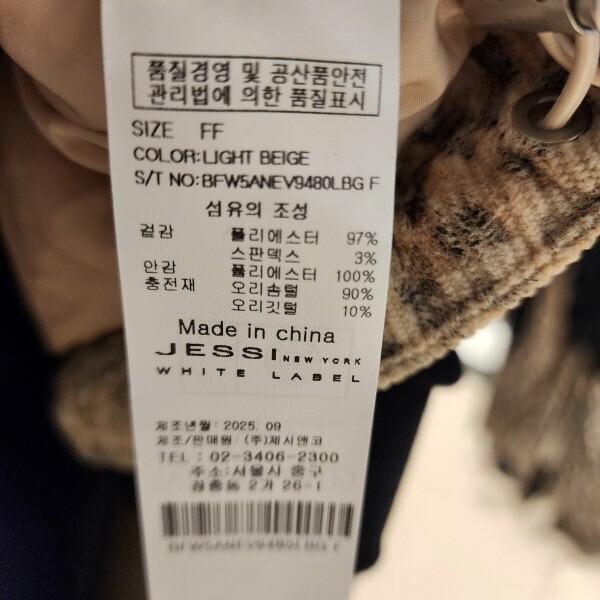 품질경영 및 공산품안전
관리법에 의한 품질표시
SIZE FF
COLOR:LIGHT BEIGE
S/T NO:BFW5ANEV9480LBG F
섬유의 조성
겉감 폴리에스터 97%
스판덱스 3%
안감 폴리에스터 100%
충전재 오리솜털 90%
오리깃털 10%
Made in china
JESSI NEW YORK
WHITE LABEL
제조년월 : 2025. 09
제조/판매원 : (주)제시앤코
TEL : 02-3406-2300
주소:서울시 중구
장충동 2가 26-1
BFW5ANEV9480LBG F